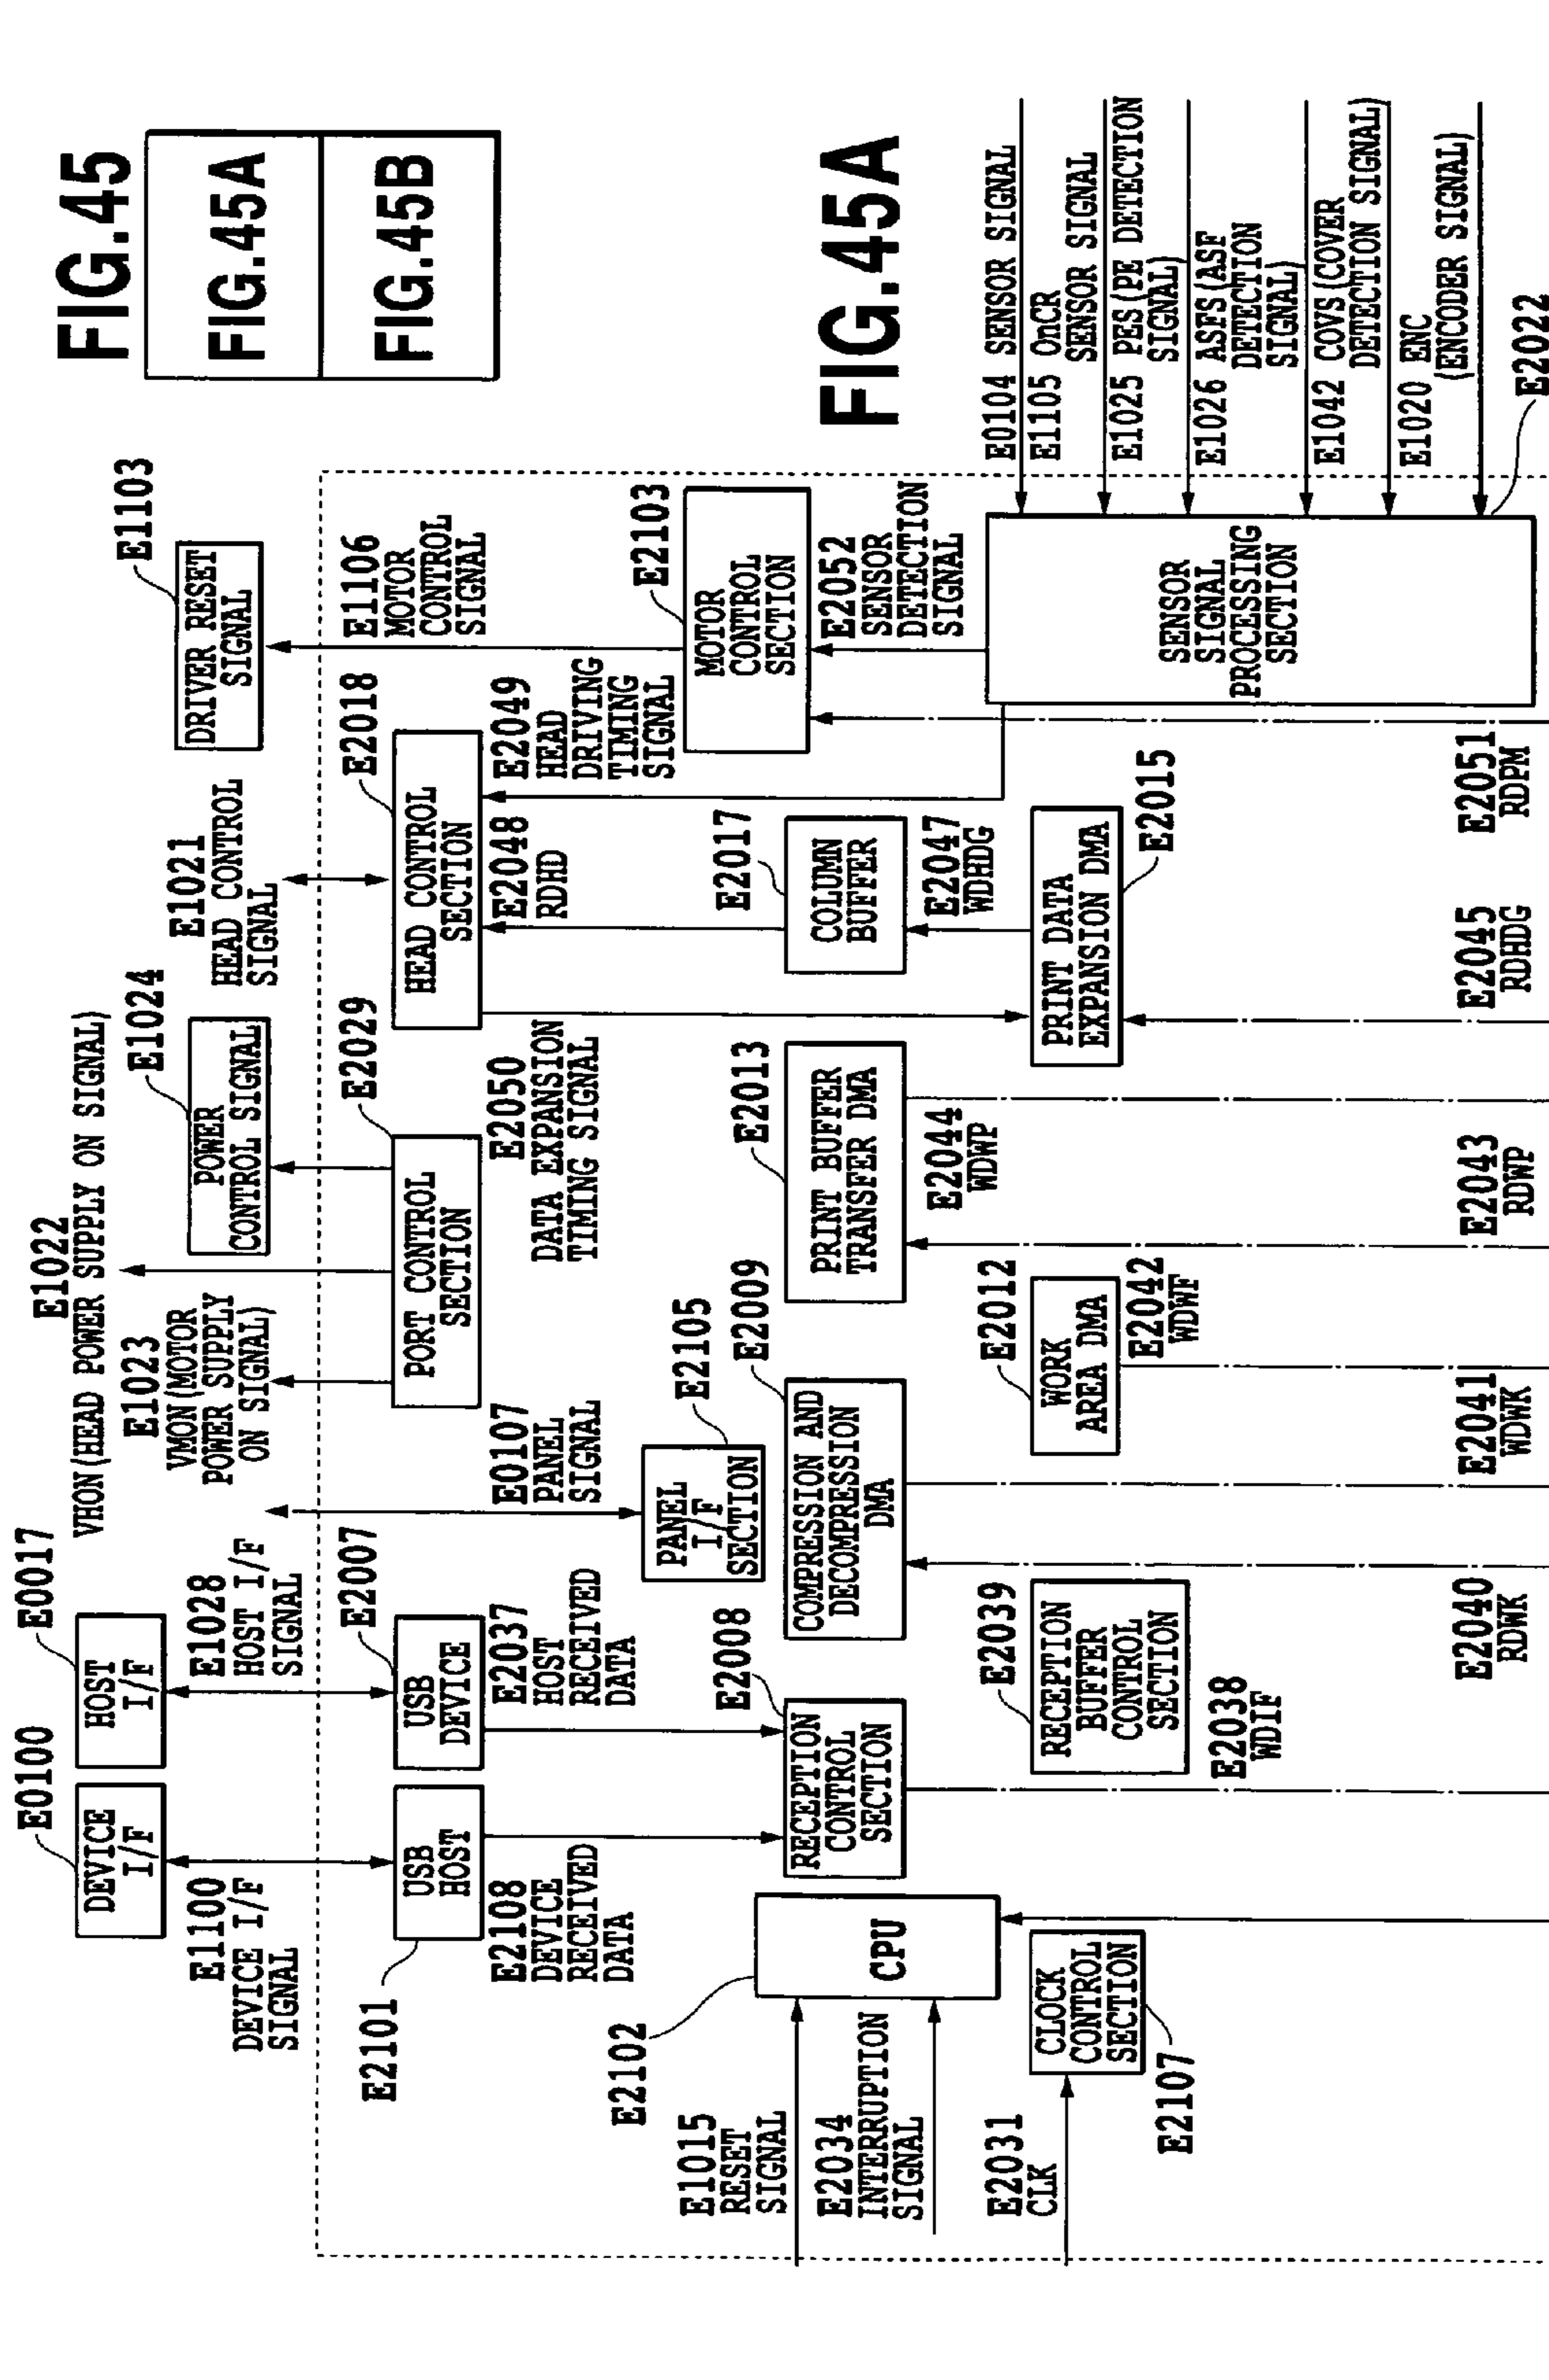 FIG.45
FIG.45A
FIG.45B
FIG.45A
E0100
DEVICE
I/F
E0017
HOST
I/F
E1022
VHON(HEAD POWER SUPPLY ON SIGNAL)
E1023
VMON(MOTOR
POWER SUPPLY
ON SIGNAL)
E1024
POWER
CONTROL SIGNAL
E1021
HEAD CONTROL
SIGNAL
E1103
DRIVER RESET
SIGNAL
E1100
DEVICE I/F
SIGNAL
E1028
HOST I/F
SIGNAL
E2101
USB
HOST
E2007
USB
DEVICE
E0107
PANEL
SIGNAL
E2029
PORT CONTROL
SECTION
E2018
HEAD CONTROL
SECTION
E1106
MOTOR
CONTROL
SIGNAL
E2108
DEVICE
RECEIVED
DATA
E2037
HOST
RECEIVED
DATA
E2105
PANEL
I/F
SECTION
E2050
DATA EXPANSION
TIMING SIGNAL
E2048
RDHD
E2049
HEAD
DRIVING
TIMING
SIGNAL
E2103
MOTOR
CONTROL
SECTION
E2102
CPU
E1015
RESET
SIGNAL
E2034
INTERRUPTION
SIGNAL
E2008
RECEPTION
CONTROL
SECTION
E2009
COMPRESSION AND
DECOMPRESSION
DMA
E2013
PRINT BUFFER
TRANSFER DMA
E2017
COLUMN
BUFFER
E2052
SENSOR
DETECTION
SIGNAL
E2031
CLK
CLOCK
CONTROL
SECTION
E2107
E2039
RECEPTION
BUFFER
CONTROL
SECTION
E2012
WORK
AREA DMA
E2044
WDWP
E2047
WDHDG
PRINT DATA
EXPANSION DMA
E2015
SENSOR
SIGNAL
PROCESSING
SECTION
E2022
E0104 SENSOR SIGNAL
E1105 OnCR
SENSOR SIGNAL
E1025 PES(PE DETECTION
SIGNAL)
E1026 ASFS(ASF
DETECTION
SIGNAL)
E1042 COVS(COVER
DETECTION SIGNAL)
E1020 ENC
(ENCODER SIGNAL)
E2038
WDIF
E2042
WDWF
E2040
RDWK
E2041
WDWK
E2043
RDWP
E2045
RDHDG
E2051
RDPM